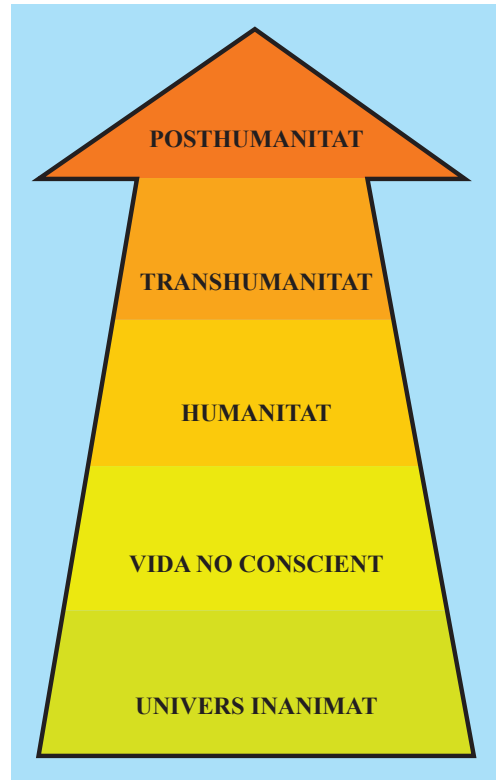 POSTHUMANITAT
TRANSHUMANITAT
HUMANITAT
VIDA NO CONSCIENT
UNIVERS INANIMAT